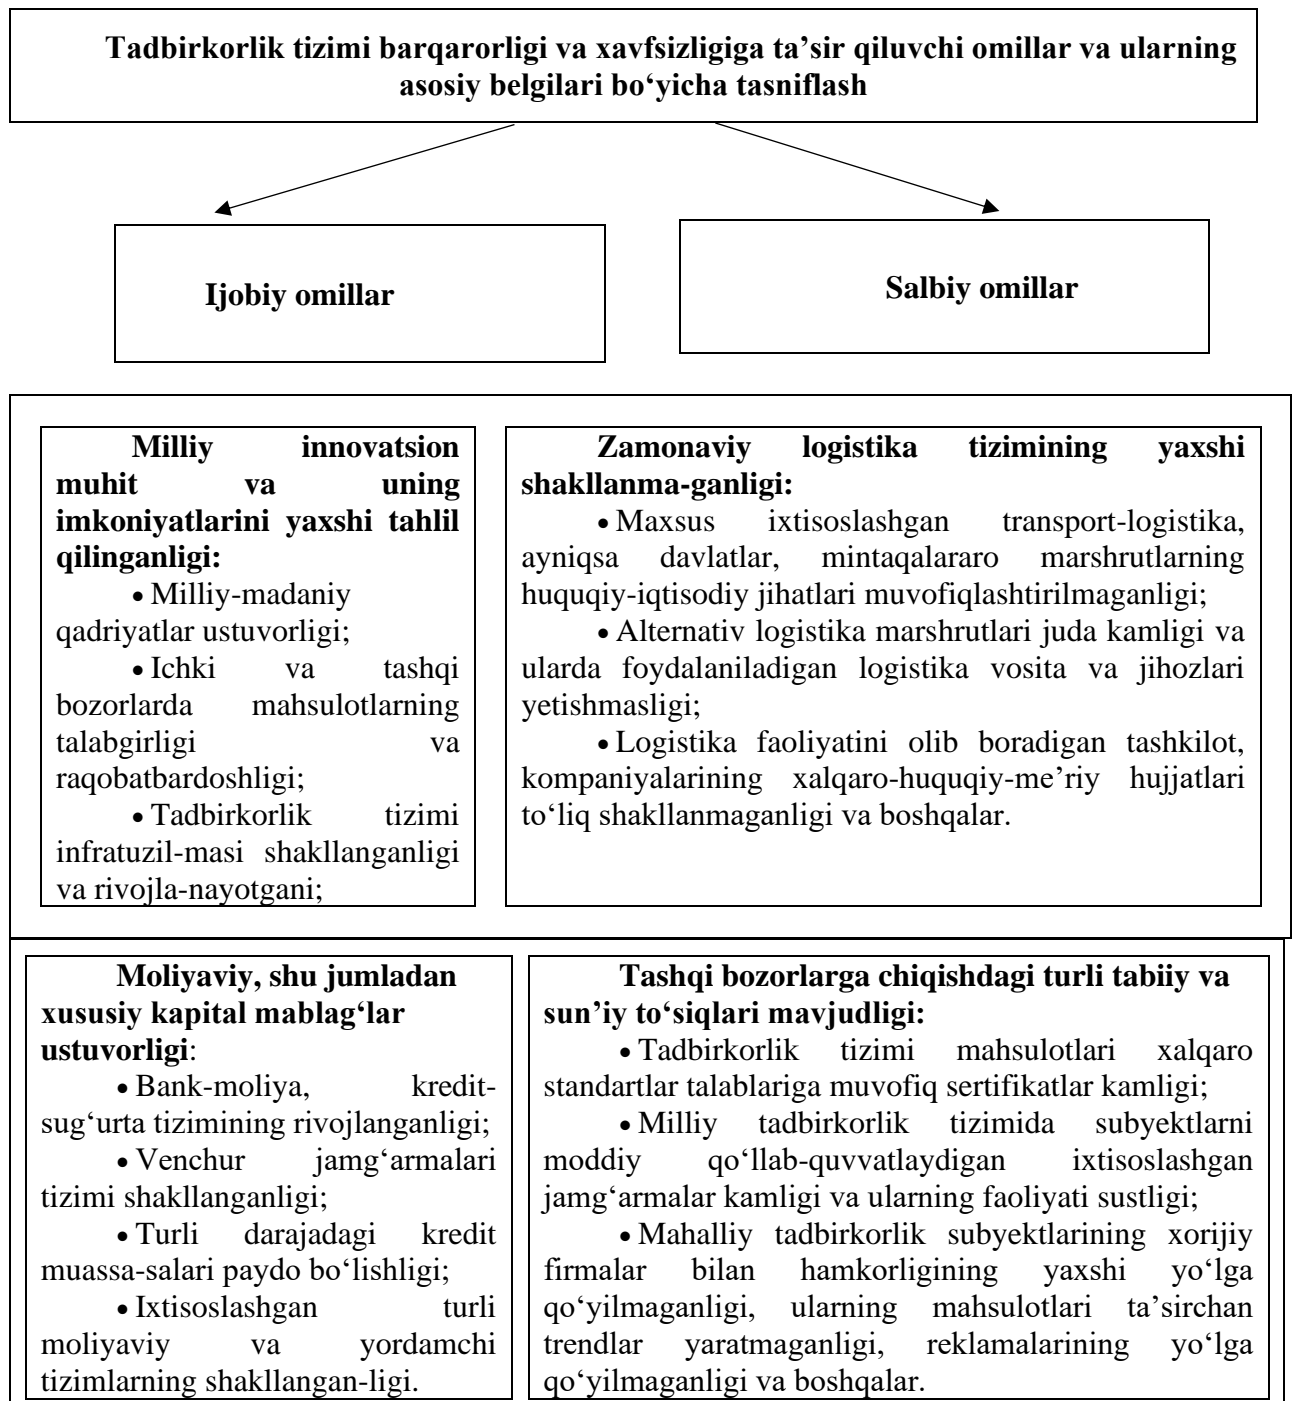 Tadbirkorlik tizimi barqarorligi va xavfsizligiga ta’sir qiluvchi omillar va ularning
asosiy belgilari bo‘yicha tasniflash
Ijobiy omillar
Salbiy omillar
Milliy innovatsion
muhit va uning
imkoniyatlarini yaxshi tahlil
qilinganligi:
• Milliy-madaniy
qadriyatlar ustuvorligi;
• Ichki va tashqi
bozorlarda mahsulotlarning
talabgirligi va
raqobatbardoshligi;
• Tadbirkorlik tizimi
infratuzil-masi shakllanganligi
va rivojla-nayotgani;
Zamonaviy logistika tizimining yaxshi
shakllanma-ganligi:
• Maxsus ixtisoslashgan transport-logistika,
ayniqsa davlatlar, mintaqalararo marshrutlarning
huquqiy-iqtisodiy jihatlari muvofiqlashtirilmaganligi;
• Alternativ logistika marshrutlari juda kamligi va
ularda foydalaniladigan logistika vosita va jihozlari
yetishmasligi;
• Logistika faoliyatini olib boradigan tashkilot,
kompaniyalarining xalqaro-huquqiy-me’riy hujjatlari
to‘liq shakllanmaganligi va boshqalar.
Moliyaviy, shu jumladan
xususiy kapital mablag‘lar
ustuvorligi:
• Bank-moliya, kredit-
sug‘urta tizimining rivojlanganligi;
• Venchur jamg‘armalari
tizimi shakllanganligi;
• Turli darajadagi kredit
muassa-salari paydo bo‘lishligi;
• Ixtisoslashgan turli
moliyaviy va yordamchi
tizimlarning shakllangan-ligi.
Tashqi bozorlarga chiqishdagi turli tabiiy va
sun’iy to‘siqlari mavjudligi:
• Tadbirkorlik tizimi mahsulotlari xalqaro
standartlar talablariga muvofiq sertifikatlar kamligi;
• Milliy tadbirkorlik tizimida subyektlarni
moddiy qo‘llab-quvvatlaydigan ixtisoslashgan
jamg‘armalar kamligi va ularning faoliyati sustligi;
• Mahalliy tadbirkorlik subyektlarining xorijiy
firmalar bilan hamkorligining yaxshi yo‘lga
qo‘yilmaganligi, ularning mahsulotlari ta’sirchan
trendlar yaratmaganligi, reklamalarining yo‘lga
qo‘yilmaganligi va boshqalar.